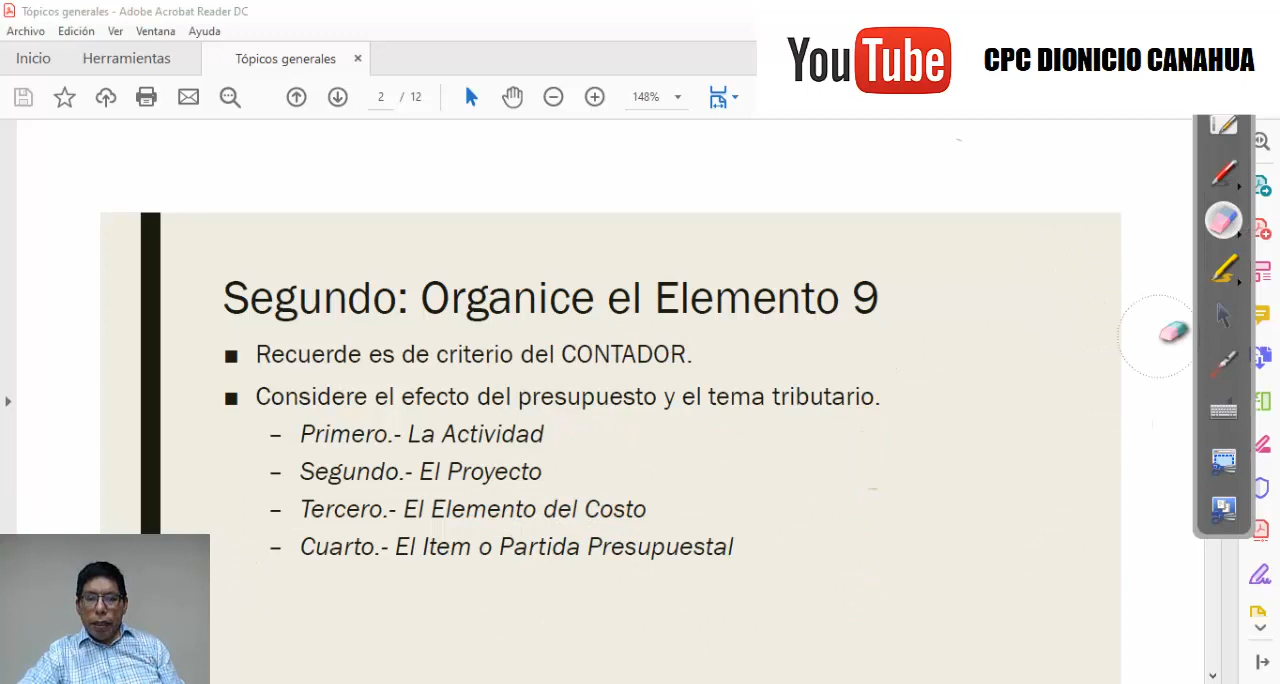 Tópicos generales - Adobe Acrobat Reader DC
Archivo Edición Ver Ventana Ayuda
Inicio Herramientas Tópicos generales ×
2 / 12 148%
YouTube CPC DIONICIO CANAHUA
Segundo: Organice el Elemento 9
■ Recuerde es de criterio del CONTADOR.
■ Considere el efecto del presupuesto y el tema tributario.
– Primero.- La Actividad
– Segundo.- El Proyecto
– Tercero.- El Elemento del Costo
– Cuarto.- El Item o Partida Presupuestal